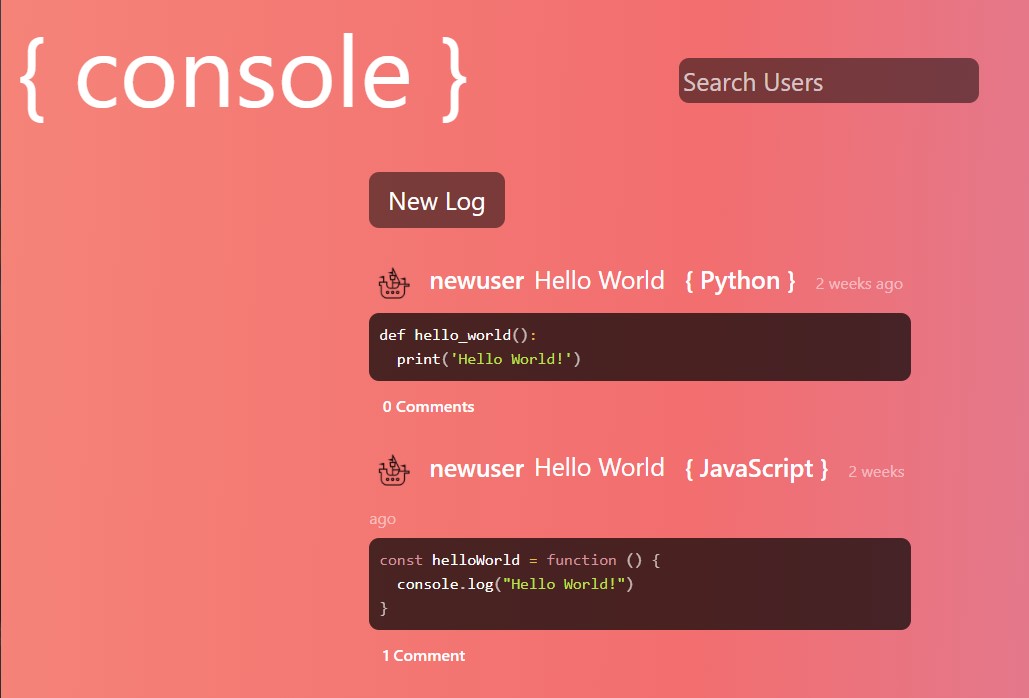 { console }
Search Users
New Log
newuser Hello World { Python } 2 weeks ago
def hello_world():
  print('Hello World!')
0 Comments
newuser Hello World { JavaScript } 2 weeks
ago
const helloWorld = function () {
  console.log("Hello World!")
}
1 Comment